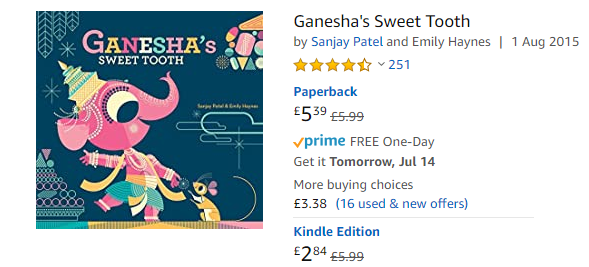 GANESHA's
SWEET TOOTH
Sanjay Patel & Emily Haynes
Ganesha's Sweet Tooth
by Sanjay Patel and Emily Haynes | 1 Aug 2015
251
Paperback
£5.39 £5.99
prime FREE One-Day
Get it Tomorrow, Jul 14
More buying choices
£3.38 (16 used & new offers)
Kindle Edition
£2.84 £5.99